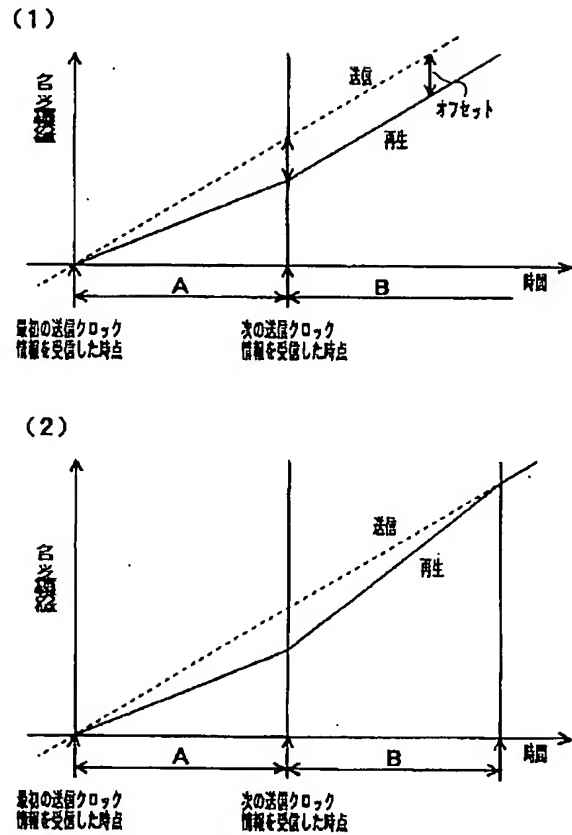 (1)
送信
オフセット
再生
時間
A
B
最初の送信クロック
情報を受信した時点
次の送信クロック
情報を受信した時点
(2)
送信
再生
時間
A
B
最初の送信クロック
情報を受信した時点
次の送信クロック
情報を受信した時点